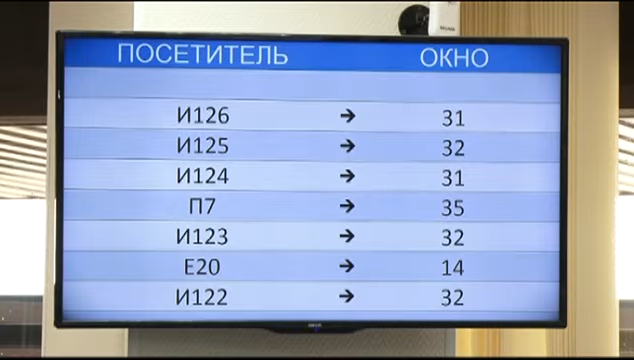 ПОСЕТИТЕЛЬ ОКНО
И126 → 31
И125 → 32
И124 → 31
П7 → 35
И123 → 32
Е20 → 14
И122 → 32